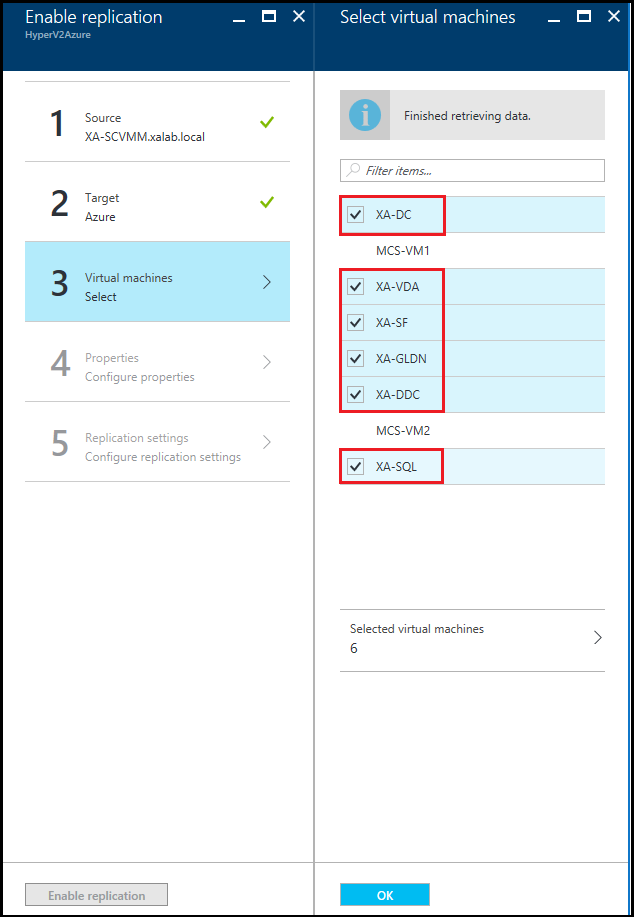 Enable replication
HyperV2Azure
1
Source
XA-SCVMM.xalab.local
2
Target
Azure
3
Virtual machines
Select
4
Properties
Configure properties
5
Replication settings
Configure replication settings
Enable replication
Select virtual machines
Finished retrieving data.
Filter items...
XA-DC
MCS-VM1
XA-VDA
XA-SF
XA-GLDN
XA-DDC
MCS-VM2
XA-SQL
Selected virtual machines
6
OK